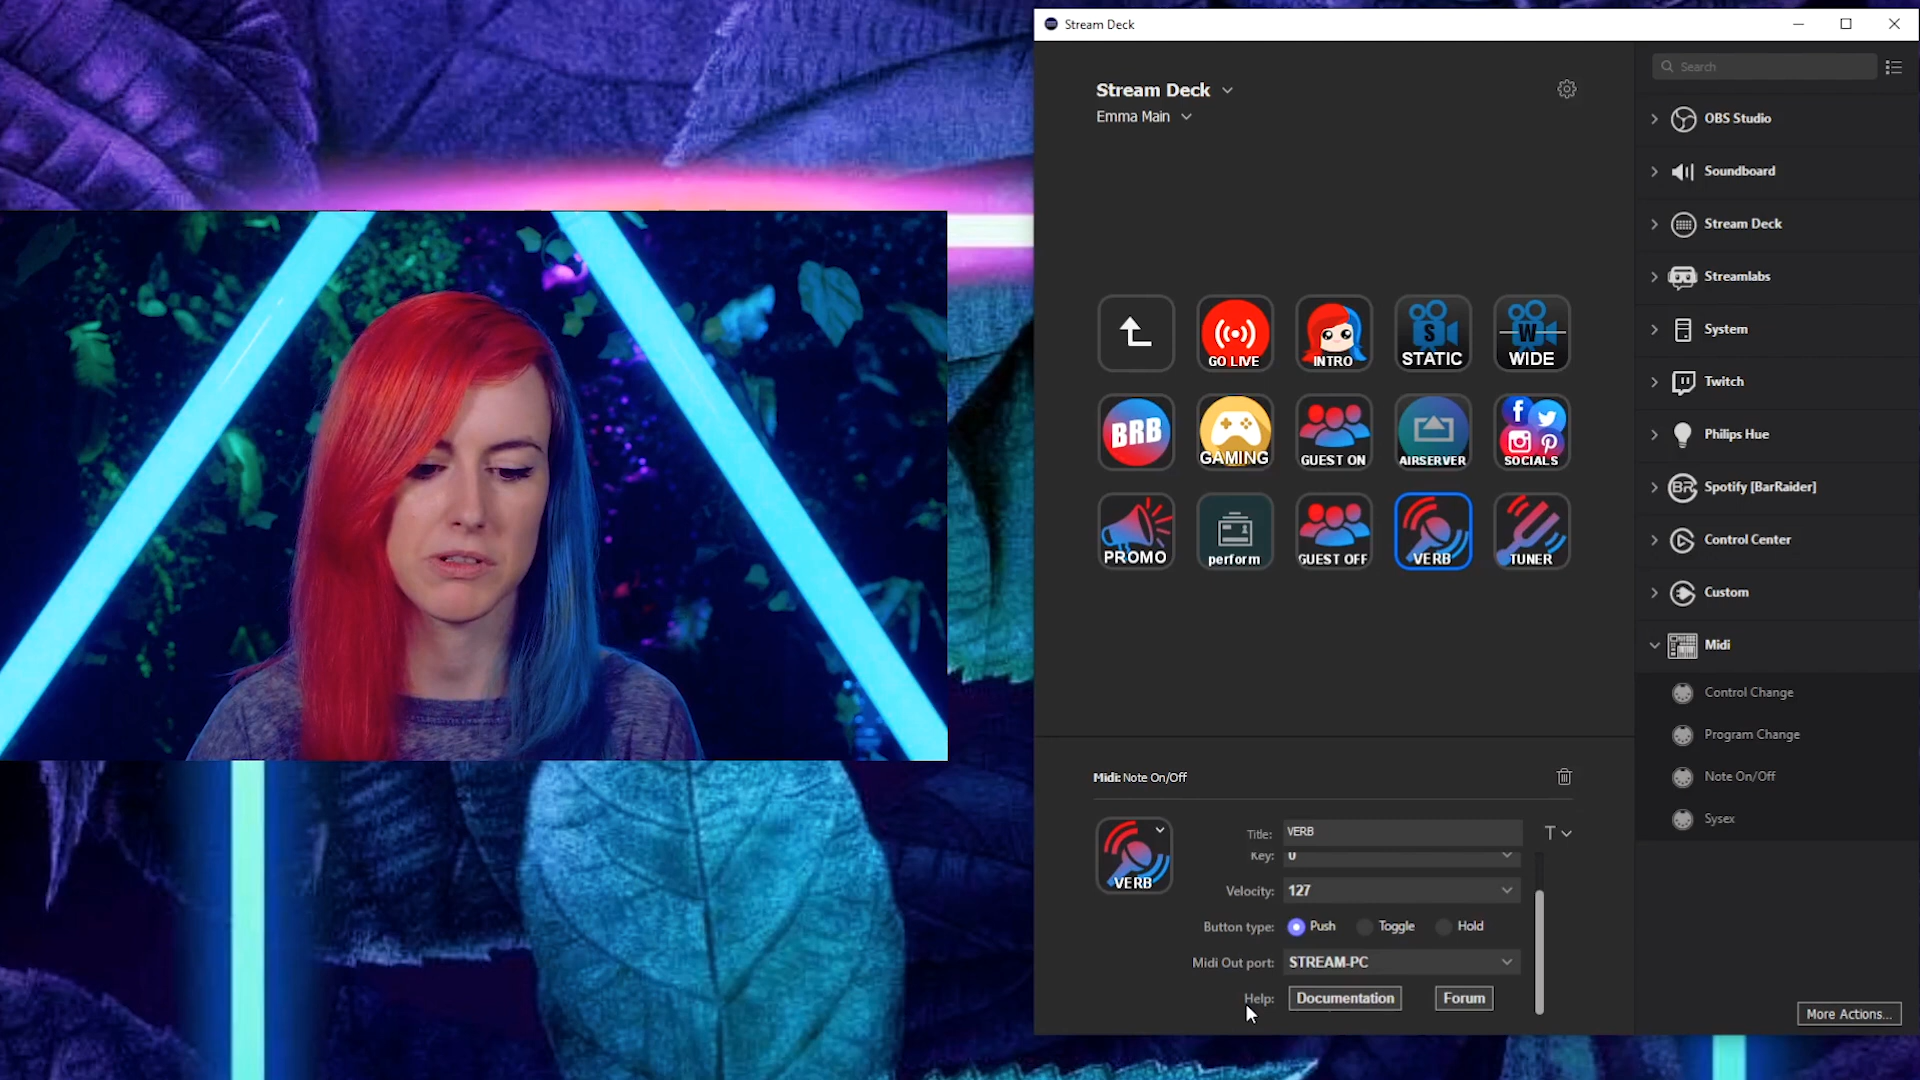 Stream Deck
Stream Deck
Emma Main
GO LIVE
INTRO
S
STATIC
W
WIDE
BRB
GAMING
GUEST ON
AIRSERVER
SOCIALS
PROMO
perform
GUEST OFF
VERB
TUNER
Midi: Note On/Off
VERB
Title: VERB
T
Key: 0
Velocity: 127
Button type: Push Toggle Hold
Midi Out port: STREAM-PC
Help: Documentation Forum
Search
OBS Studio
Soundboard
Stream Deck
Streamlabs
System
Twitch
Philips Hue
BR Spotify [BarRaider]
Control Center
Custom
Midi
Control Change
Program Change
Note On/Off
Sysex
More Actions...